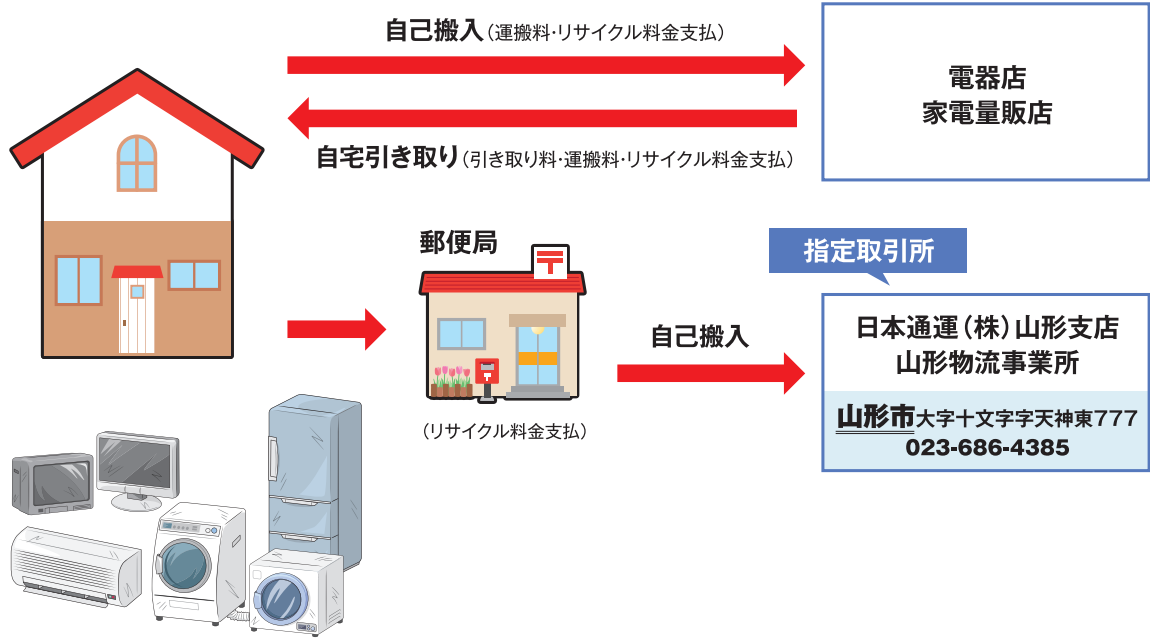 自己搬入（運搬料・リサイクル料金支払）
電器店
家電量販店
自宅引き取り（引き取り料・運搬料・リサイクル料金支払）
郵便局
指定取引所
自己搬入
日本通運（株）山形支店
山形物流事業所
山形市大字十文字字天神東777
023-686-4385
（リサイクル料金支払）